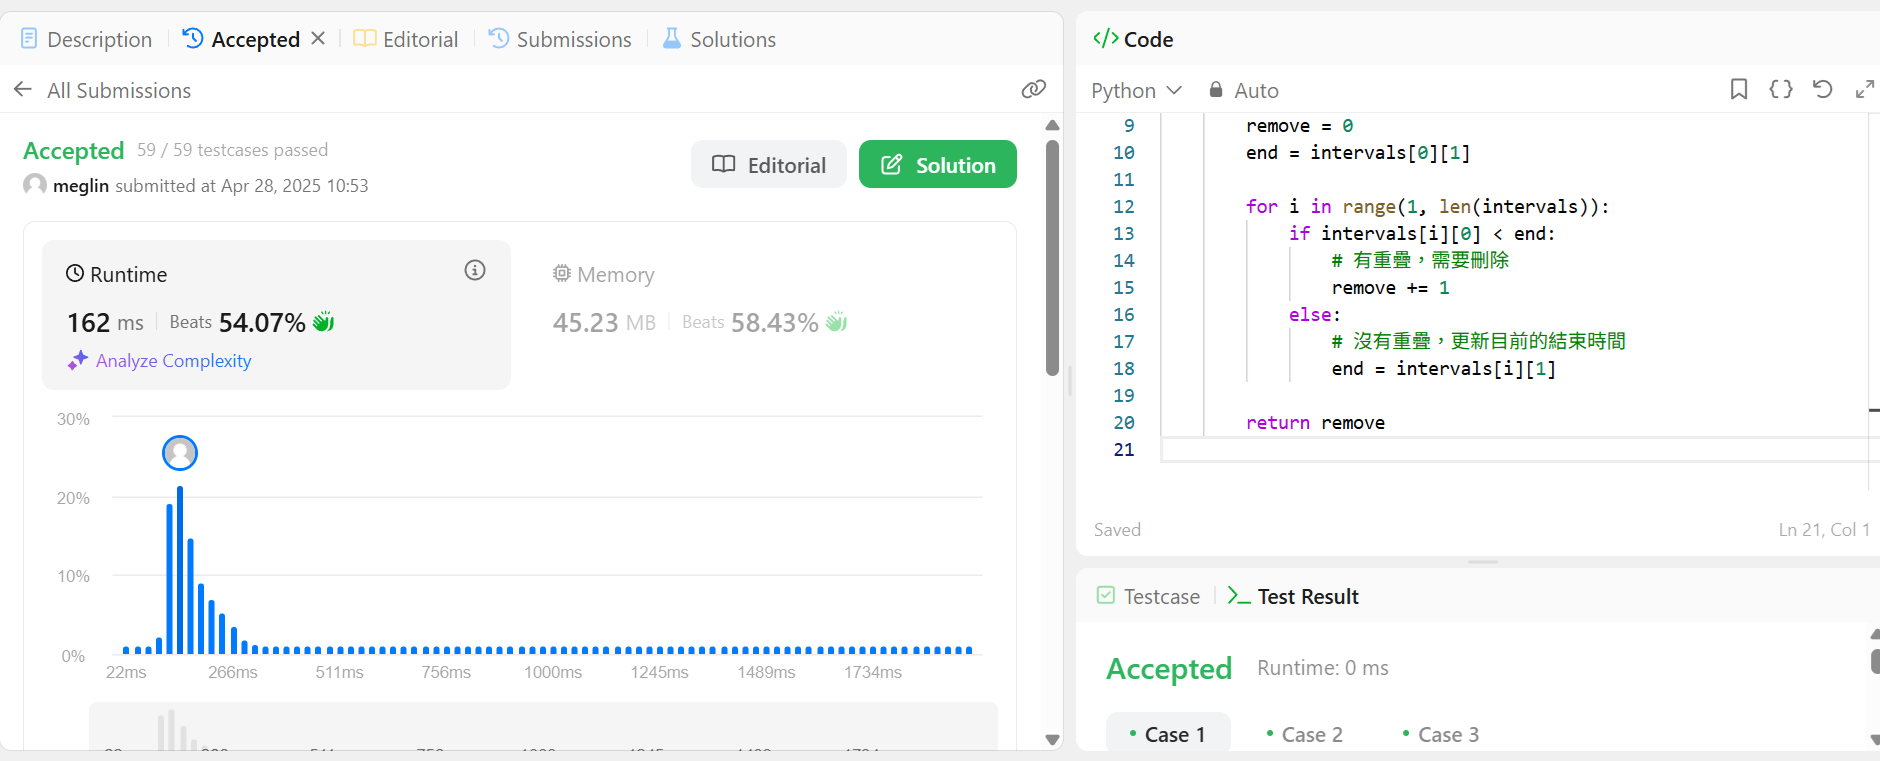 Description
Accepted
Editorial
Submissions
Solutions
All Submissions
Accepted 59 / 59 testcases passed
meglin submitted at Apr 28, 2025 10:53
Editorial
Solution
Runtime
162 ms Beats 54.07%
Analyze Complexity
Memory
45.23 MB Beats 58.43%
30%
20%
10%
0%
22ms 266ms 511ms 756ms 1000ms 1245ms 1489ms 1734ms
</> Code
Python Auto
9 remove = 0
10 end = intervals[0][1]
11
12 for i in range(1, len(intervals)):
13 if intervals[i][0] < end:
14 # 有重疊，需要刪除
15 remove += 1
16 else:
17 # 沒有重疊，更新目前的結束時間
18 end = intervals[i][1]
19
20 return remove
21
Saved Ln 21, Col 1
Testcase
Test Result
Accepted Runtime: 0 ms
Case 1 Case 2 Case 3